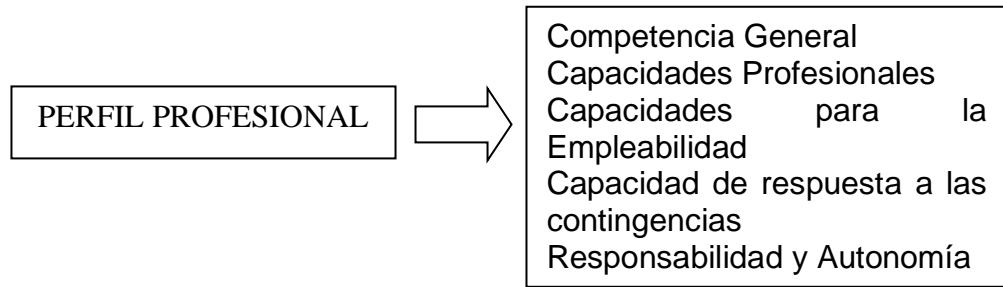 PERFIL PROFESIONAL
Competencia General
Capacidades Profesionales
Capacidades para la
Empleabilidad
Capacidad de respuesta a las
contingencias
Responsabilidad y Autonomía